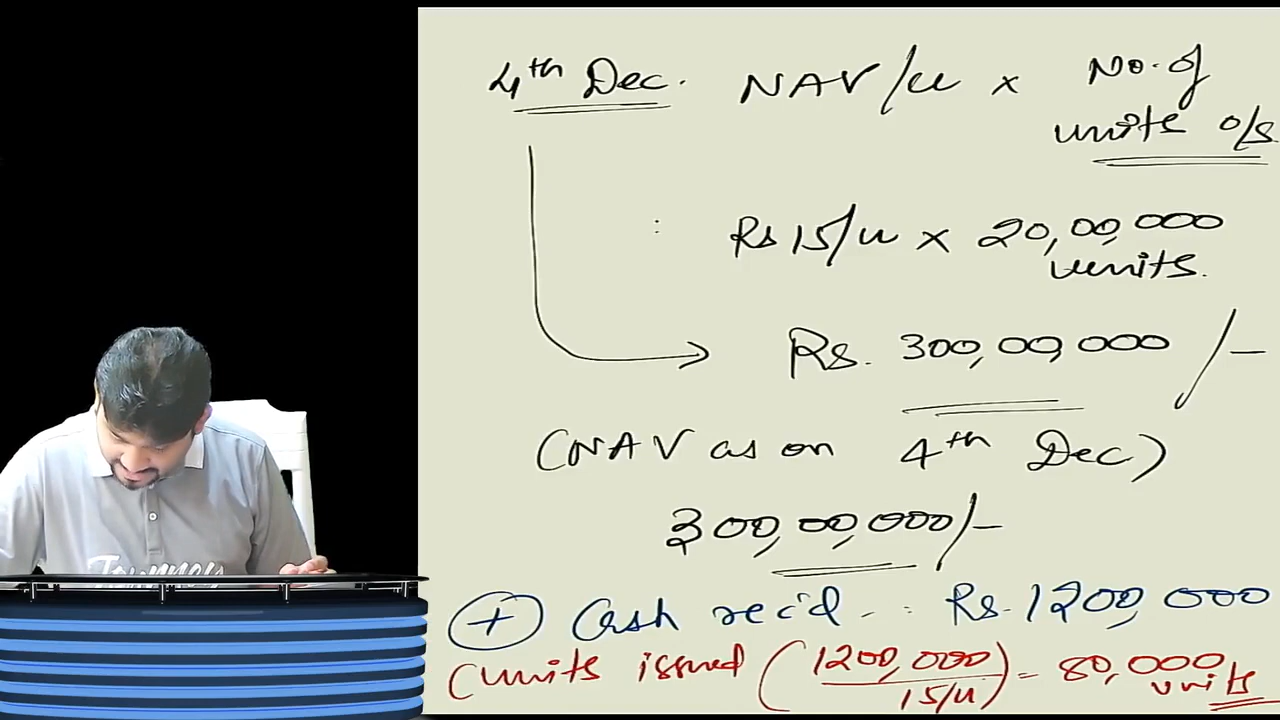 4th Dec. NAV/u × No. of
units o/s.
: Rs 15/u × 20,00,000
units.
Rs. 300,00,000 /-
(NAV as on 4th Dec)
300,00,000/-
(+) Cash rec'd. : Rs. 1200,000
(units issued (1200,000
15/u) = 80,000
units